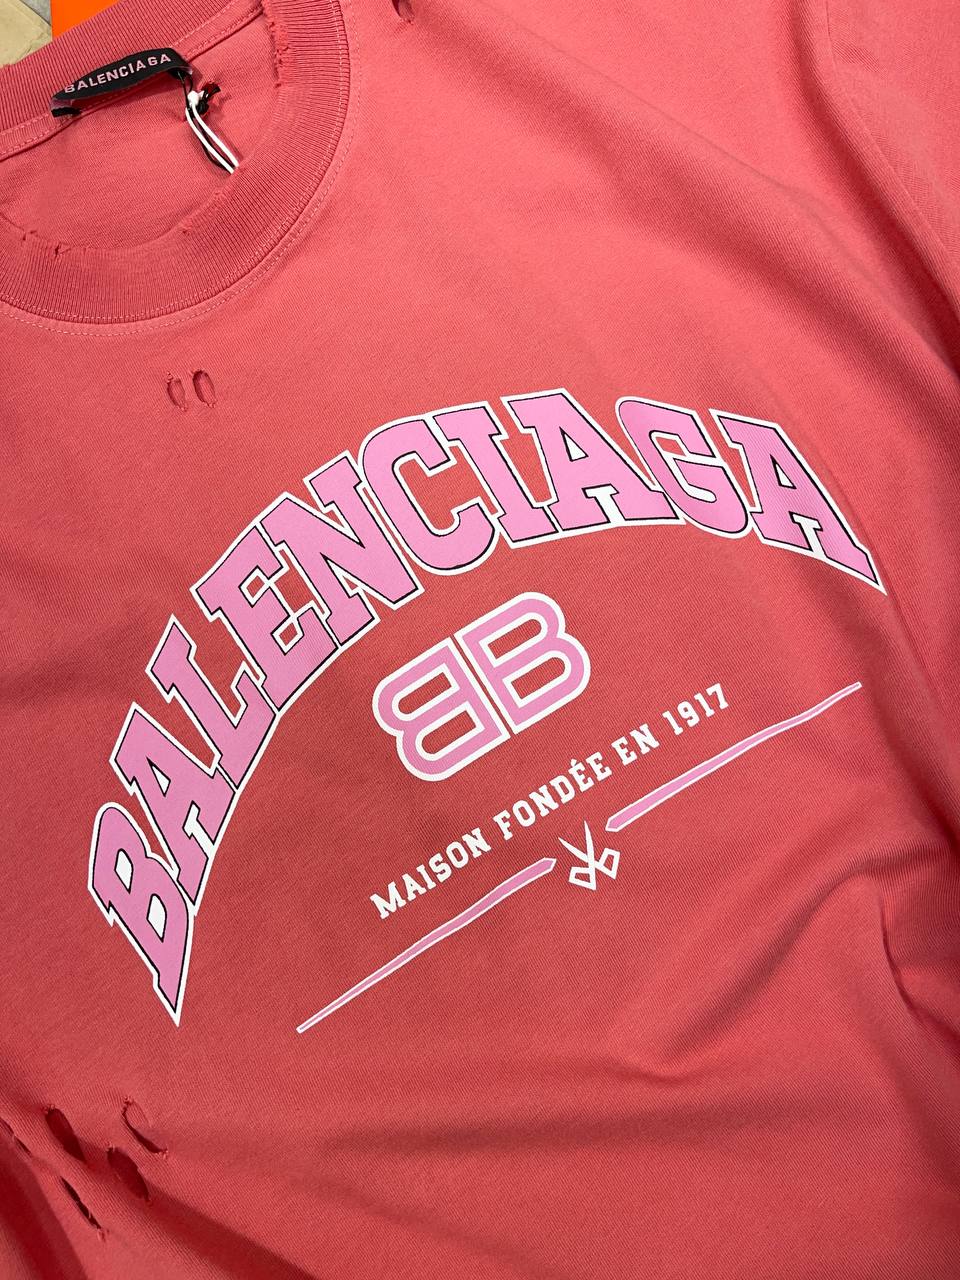 BALENCIAGA
BALENCIAGA
BB
MAISON FONDÉE EN 1917